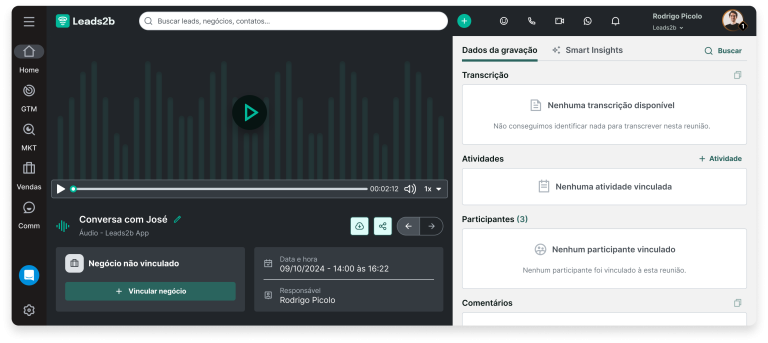 Leads2b
Buscar leads, negócios, contatos...
Rodrigo Picolo
Leads2b
1
Home
GTM
MKT
Vendas
Comm
00:02:12
1x
Conversa com José
Áudio - Leads2b App
Negócio não vinculado
+ Vincular negócio
Data e hora
09/10/2024 - 14:00 às 16:22
Responsável
Rodrigo Picolo
Dados da gravação
Smart Insights
Buscar
Transcrição
Nenhuma transcrição disponível
Não conseguimos identificar nada para transcrever nesta reunião.
Atividades
+ Atividade
Nenhuma atividade vinculada
Participantes (3)
Nenhum participante vinculado
Nenhum participante foi vinculado à esta reunião.
Comentários